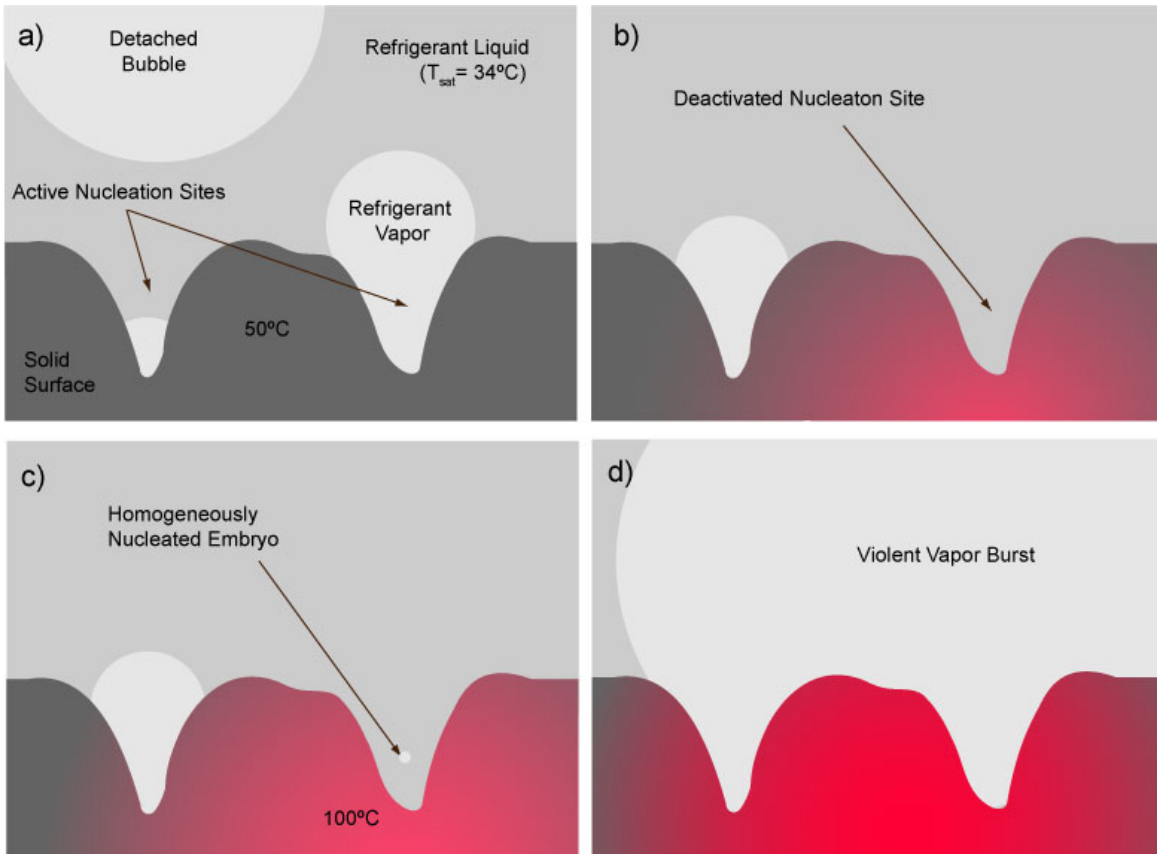 a)
Detached
Bubble
Refrigerant Liquid
(Tsat= 34ºC)
Active Nucleation Sites
Refrigerant
Vapor
50ºC
Solid
Surface
b)
Deactivated Nucleaton Site
c)
Homogeneously
Nucleated Embryo
100ºC
d)
Violent Vapor Burst